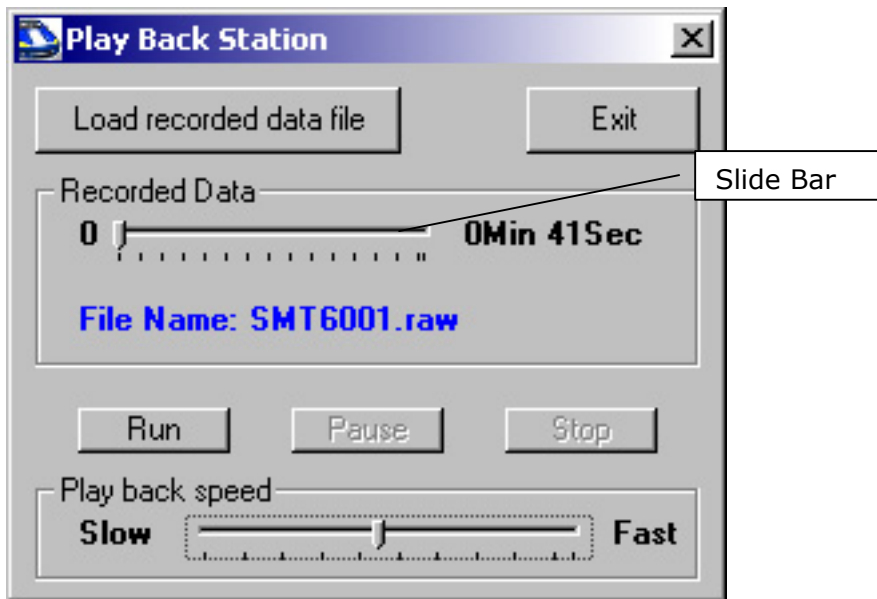 Play Back Station
Load recorded data file
Exit
Slide Bar
Recorded Data
0
0Min 41Sec
File Name: SMT6001.raw
Run
Pause
Stop
Play back speed
Slow
Fast